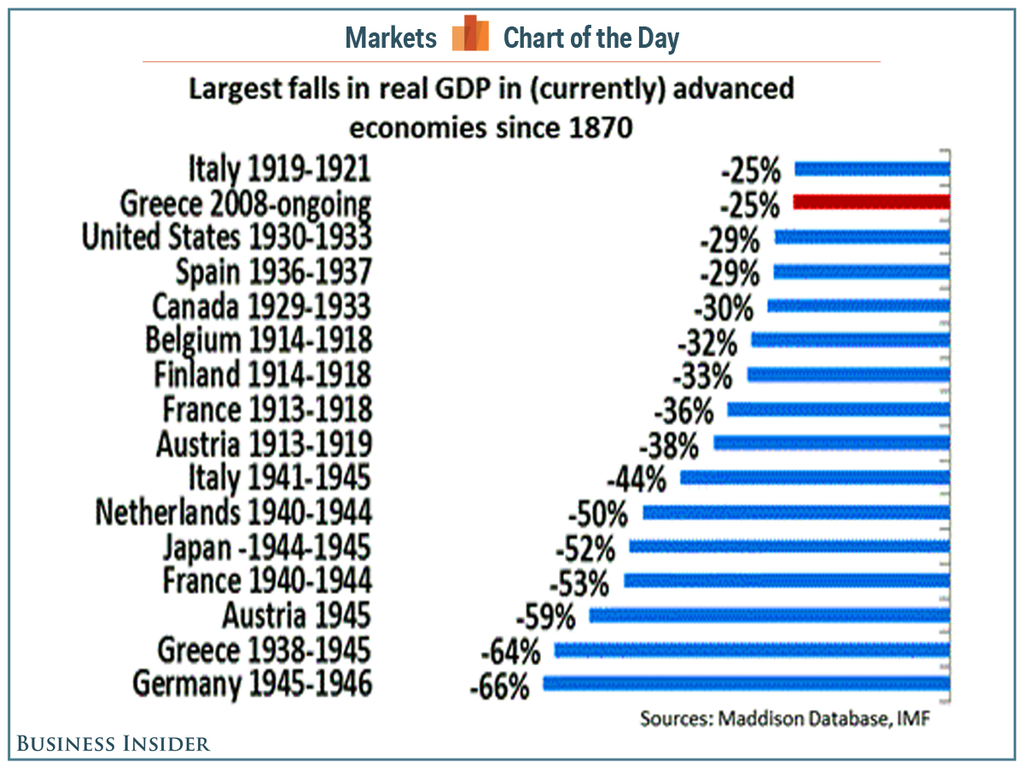 Markets Chart of the Day
Largest falls in real GDP in (currently) advanced
economies since 1870
Italy 1919-1921 -25%
Greece 2008-ongoing -25%
United States 1930-1933 -29%
Spain 1936-1937 -29%
Canada 1929-1933 -30%
Belgium 1914-1918 -32%
Finland 1914-1918 -33%
France 1913-1918 -36%
Austria 1913-1919 -38%
Italy 1941-1945 -44%
Netherlands 1940-1944 -50%
Japan -1944-1945 -52%
France 1940-1944 -53%
Austria 1945 -59%
Greece 1938-1945 -64%
Germany 1945-1946 -66%
Sources: Maddison Database, IMF
BUSINESS INSIDER